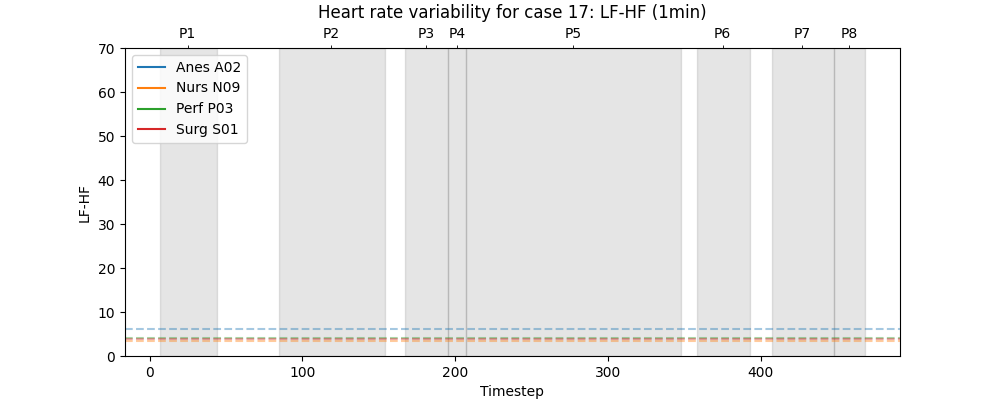 Heart rate variability for case 17: LF-HF (1min)
P1 P2 P3 P4 P5 P6 P7 P8
70
60
50
40
30
20
10
0
LF-HF
Anes A02
Nurs N09
Perf P03
Surg S01
0 100 200 300 400
Timestep